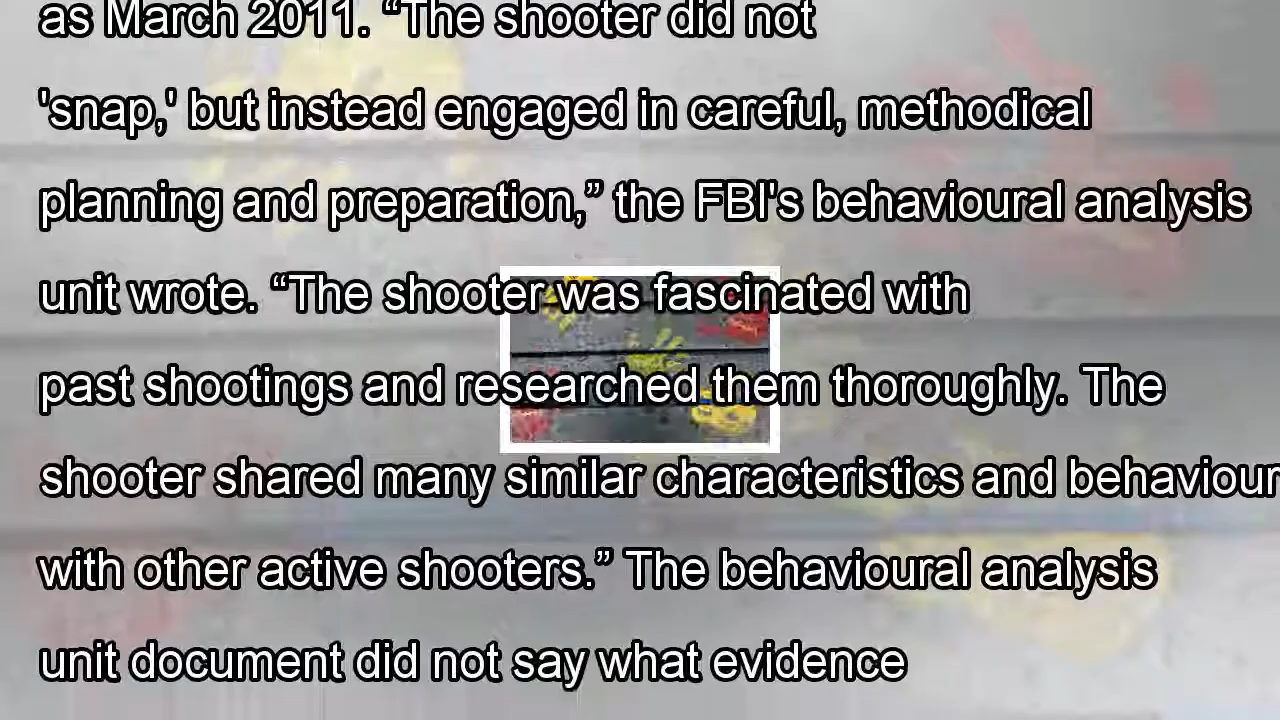 as March 2011. “The shooter did not
'snap,' but instead engaged in careful, methodical
planning and preparation,” the FBI's behavioural analysis
unit wrote. “The shooter was fascinated with
past shootings and researched them thoroughly. The
shooter shared many similar characteristics and behaviour
with other active shooters.” The behavioural analysis
unit document did not say what evidence